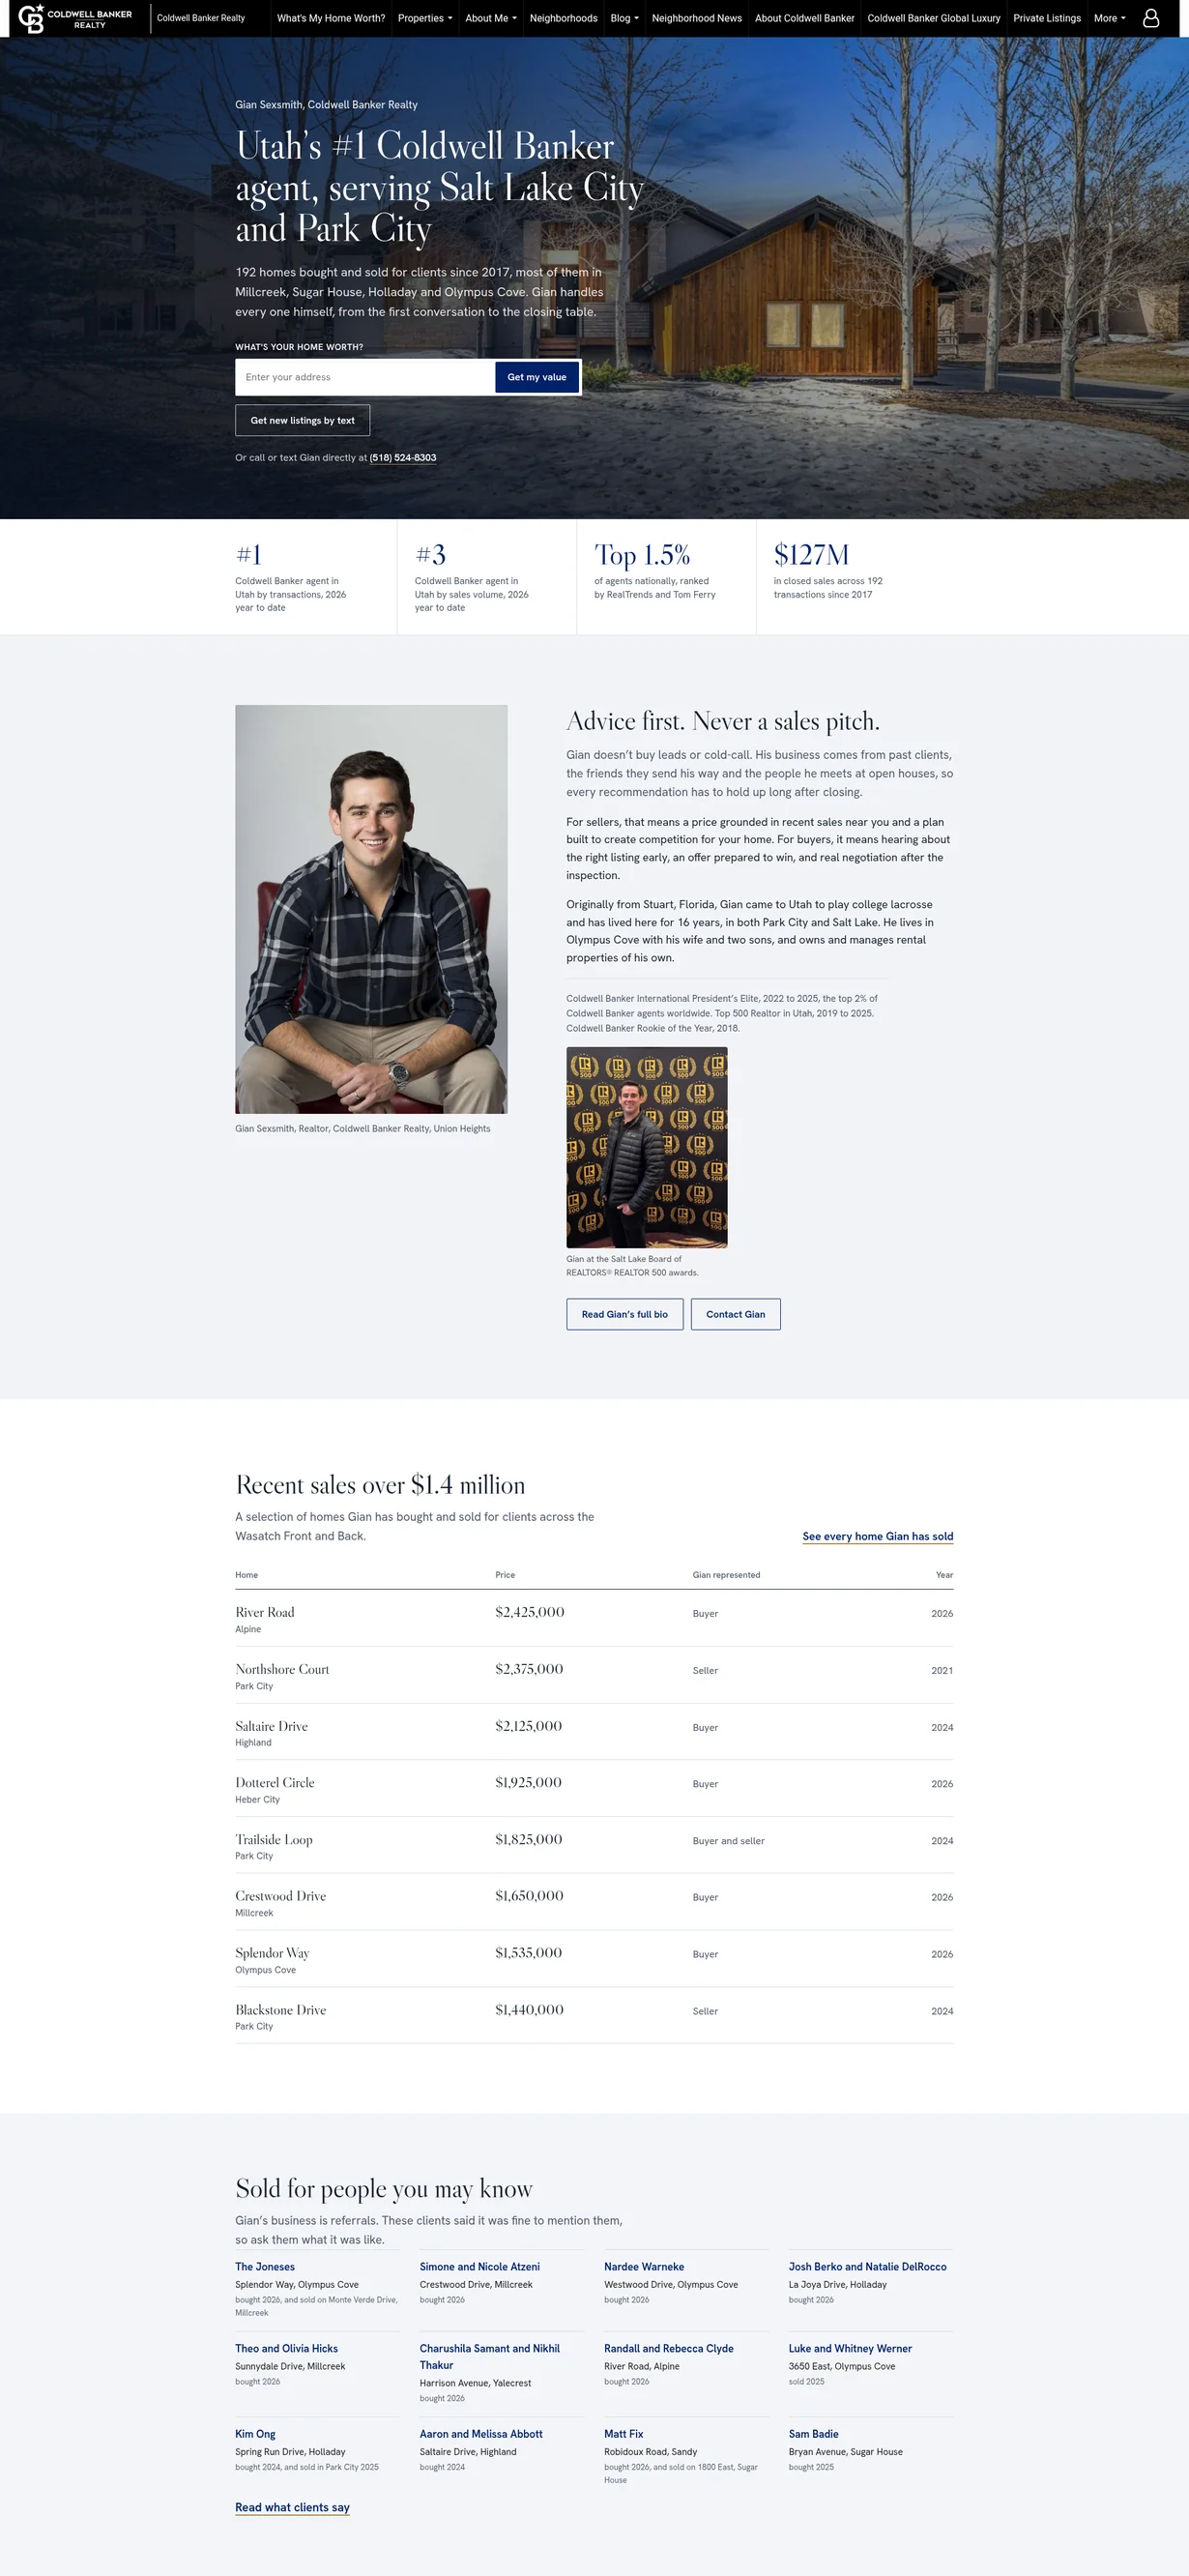 COLDWELL BANKER
REALTY
Coldwell Banker Realty
What's My Home Worth?
Properties
About Me
Neighborhoods
Blog
Neighborhood News
About Coldwell Banker
Coldwell Banker Global Luxury
Private Listings
More
Gian Sexsmith, Coldwell Banker Realty
Utah’s #1 Coldwell Banker
agent, serving Salt Lake City
and Park City
192 homes bought and sold for clients since 2017, most of them in
Millcreek, Sugar House, Holladay and Olympus Cove. Gian handles
every one himself, from the first conversation to the closing table.
WHAT'S YOUR HOME WORTH?
Enter your address
Get my value
Get new listings by text
Or call or text Gian directly at (518) 524-8303
#1
Coldwell Banker agent in
Utah by transactions, 2026
year to date
#3
Coldwell Banker agent in
Utah by sales volume, 2026
year to date
Top 1.5%
of agents nationally, ranked
by RealTrends and Tom Ferry
$127M
in closed sales across 192
transactions since 2017
Gian Sexsmith, Realtor, Coldwell Banker Realty, Union Heights
Advice first. Never a sales pitch.
Gian doesn’t buy leads or cold-call. His business comes from past clients,
the friends they send his way and the people he meets at open houses, so
every recommendation has to hold up long after closing.
For sellers, that means a price grounded in recent sales near you and a plan
built to create competition for your home. For buyers, it means hearing about
the right listing early, an offer prepared to win, and real negotiation after the
inspection.
Originally from Stuart, Florida, Gian came to Utah to play college lacrosse
and has lived here for 16 years, in both Park City and Salt Lake. He lives in
Olympus Cove with his wife and two sons, and owns and manages rental
properties of his own.
Coldwell Banker International President’s Elite, 2022 to 2025, the top 2% of
Coldwell Banker agents worldwide. Top 500 Realtor in Utah, 2019 to 2025.
Coldwell Banker Rookie of the Year, 2018.
Gian at the Salt Lake Board of
REALTORS® REALTOR 500 awards.
Read Gian’s full bio
Contact Gian
Recent sales over $1.4 million
A selection of homes Gian has bought and sold for clients across the
Wasatch Front and Back.
See every home Gian has sold
Home Price Gian represented Year
River Road $2,425,000 Buyer 2026
Alpine
Northshore Court $2,375,000 Seller 2021
Park City
Saltaire Drive $2,125,000 Buyer 2024
Highland
Dotterel Circle $1,925,000 Buyer 2026
Heber City
Trailside Loop $1,825,000 Buyer and seller 2024
Park City
Crestwood Drive $1,650,000 Buyer 2026
Millcreek
Splendor Way $1,535,000 Buyer 2026
Olympus Cove
Blackstone Drive $1,440,000 Seller 2024
Park City
Sold for people you may know
Gian’s business is referrals. These clients said it was fine to mention them,
so ask them what it was like.
The Joneses
Splendor Way, Olympus Cove
bought 2026, and sold on Monte Verde Drive,
Millcreek
Simone and Nicole Atzeni
Crestwood Drive, Millcreek
bought 2026
Nardee Warneke
Westwood Drive, Olympus Cove
bought 2026
Josh Berko and Natalie DelRocco
La Joya Drive, Holladay
bought 2026
Theo and Olivia Hicks
Sunnydale Drive, Millcreek
bought 2026
Charushila Samant and Nikhil
Thakur
Harrison Avenue, Yalecrest
bought 2026
Randall and Rebecca Clyde
River Road, Alpine
bought 2026
Luke and Whitney Werner
3650 East, Olympus Cove
sold 2025
Kim Ong
Spring Run Drive, Holladay
bought 2024, and sold in Park City 2025
Aaron and Melissa Abbott
Saltaire Drive, Highland
bought 2024
Matt Fix
Robidoux Road, Sandy
bought 2026, and sold on 1800 East, Sugar
House
Sam Badie
Bryan Avenue, Sugar House
bought 2025
Read what clients say